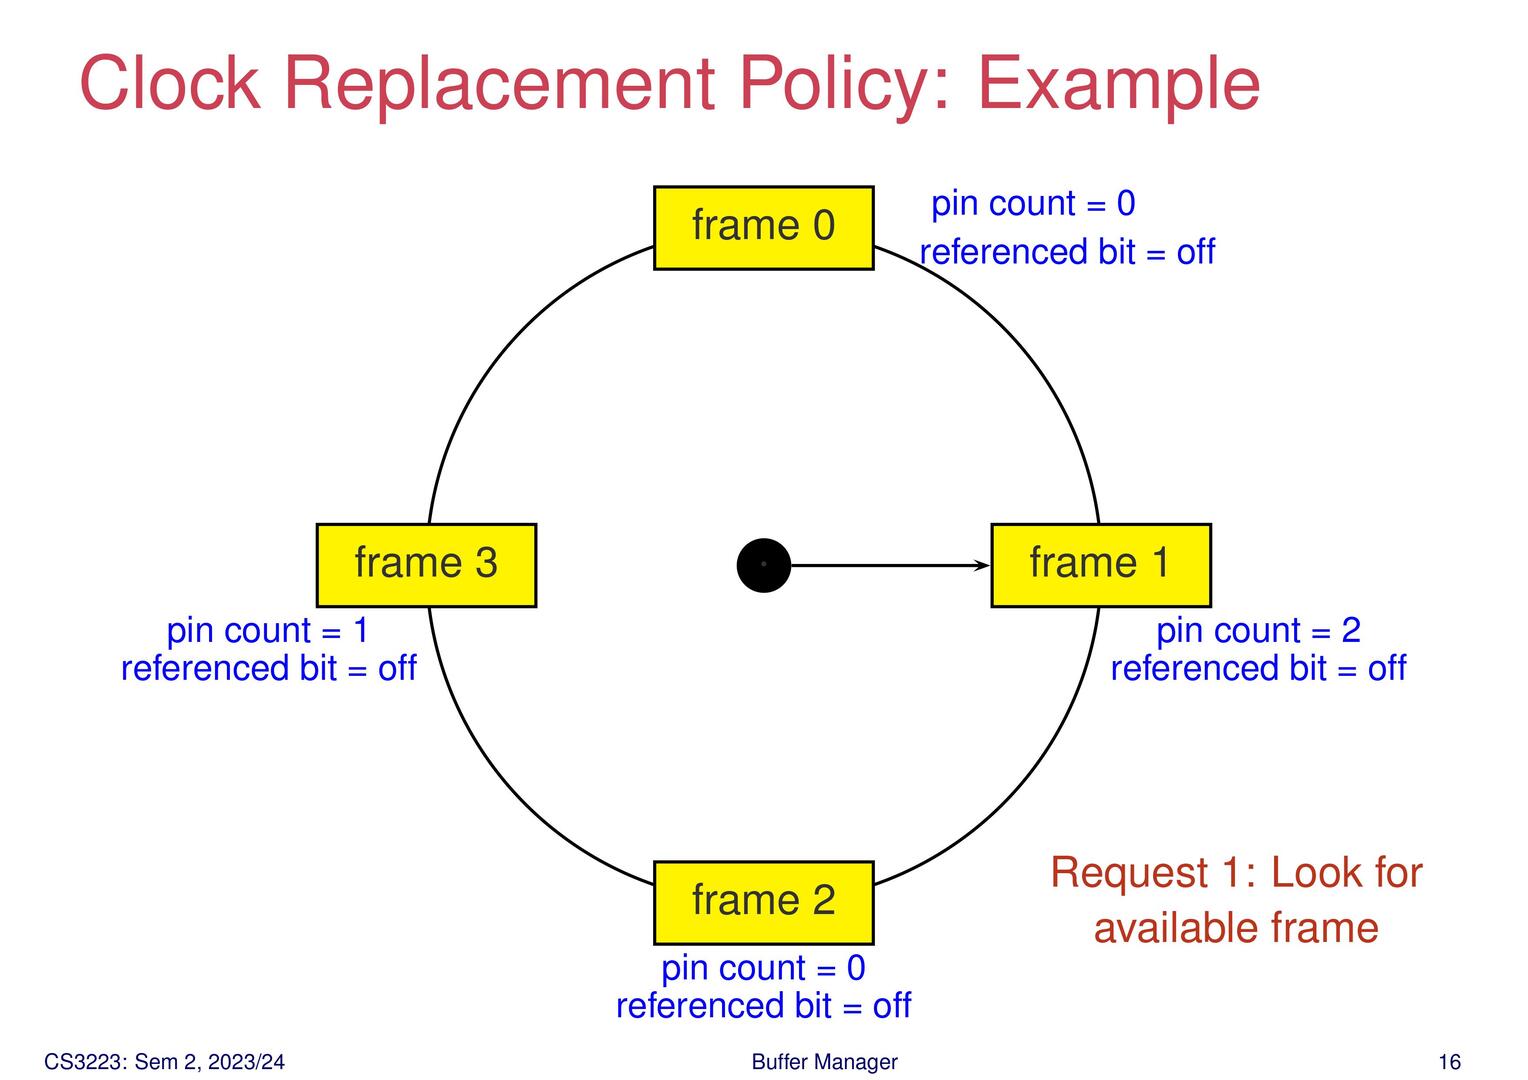 Clock Replacement Policy: Example
frame 0
pin count = 0
referenced bit = off
frame 3
frame 1
pin count = 1
referenced bit = off
pin count = 2
referenced bit = off
Request 1: Look for
available frame
frame 2
pin count = 0
referenced bit = off
CS3223: Sem 2, 2023/24
Buffer Manager
16